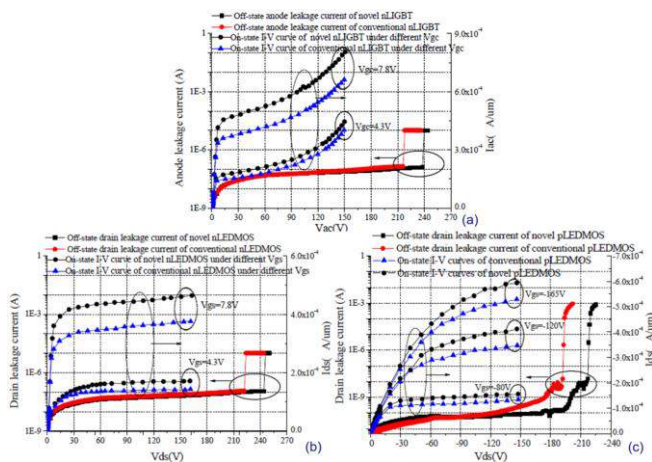 Off-state anode leakage current of novel nLIGBT
Off-state anode leakage current of conventional nLIGBT
On-state I-V curve of novel nLIGBT under different Vgc
On-state I-V curve of conventional nLIGBT under different Vgc
Anode leakage current (A)
1
1E-3
1E-6
1E-9
Vgc=7.8V
Vgc=4.3V
9.0x10⁻⁴
6.0x10⁻⁴
3.0x10⁻⁴
0.0
Iac( A/um)
0 30 60 90 120 150 180 210 240 270
Vac(V)
(a)
Off-state drain leakage current of novel nLEDMOS
Off-state drain leakage current of conventional nLEDMOS
On-state I-V curve of novel nLEDMOS under different Vgs
On-state I-V curve of conventional nLEDMOS under different Vgs
Drain leakage current (A)
1
1E-3
1E-6
1E-9
Vgs=7.8V
Vgs=4.3V
6.0x10⁻⁴
4.0x10⁻⁴
2.0x10⁻⁴
0.0
Ids( A/um)
0 30 60 90 120 150 180 210 240 270
Vds(V)
(b)
Off-state drain leakage current of novel pLEDMOS
Off-state drain leakage current of conventional pLEDMOS
On-state I-V curves of conventional pLEDMOS
On-state I-V curves of novel pLEDMOS
Drain leakage current (A)
1
1E-3
1E-6
1E-9
Vgs=-165V
Vgs=-120V
Vgs=-80V
-7.0x10⁻⁴
-6.0x10⁻⁴
-5.0x10⁻⁴
-4.0x10⁻⁴
-3.0x10⁻⁴
-2.0x10⁻⁴
-1.0x10⁻⁴
0.0
Ids( A/um)
0 -30 -60 -90 -120 -150 -180 -210 -240
Vds(V)
(c)